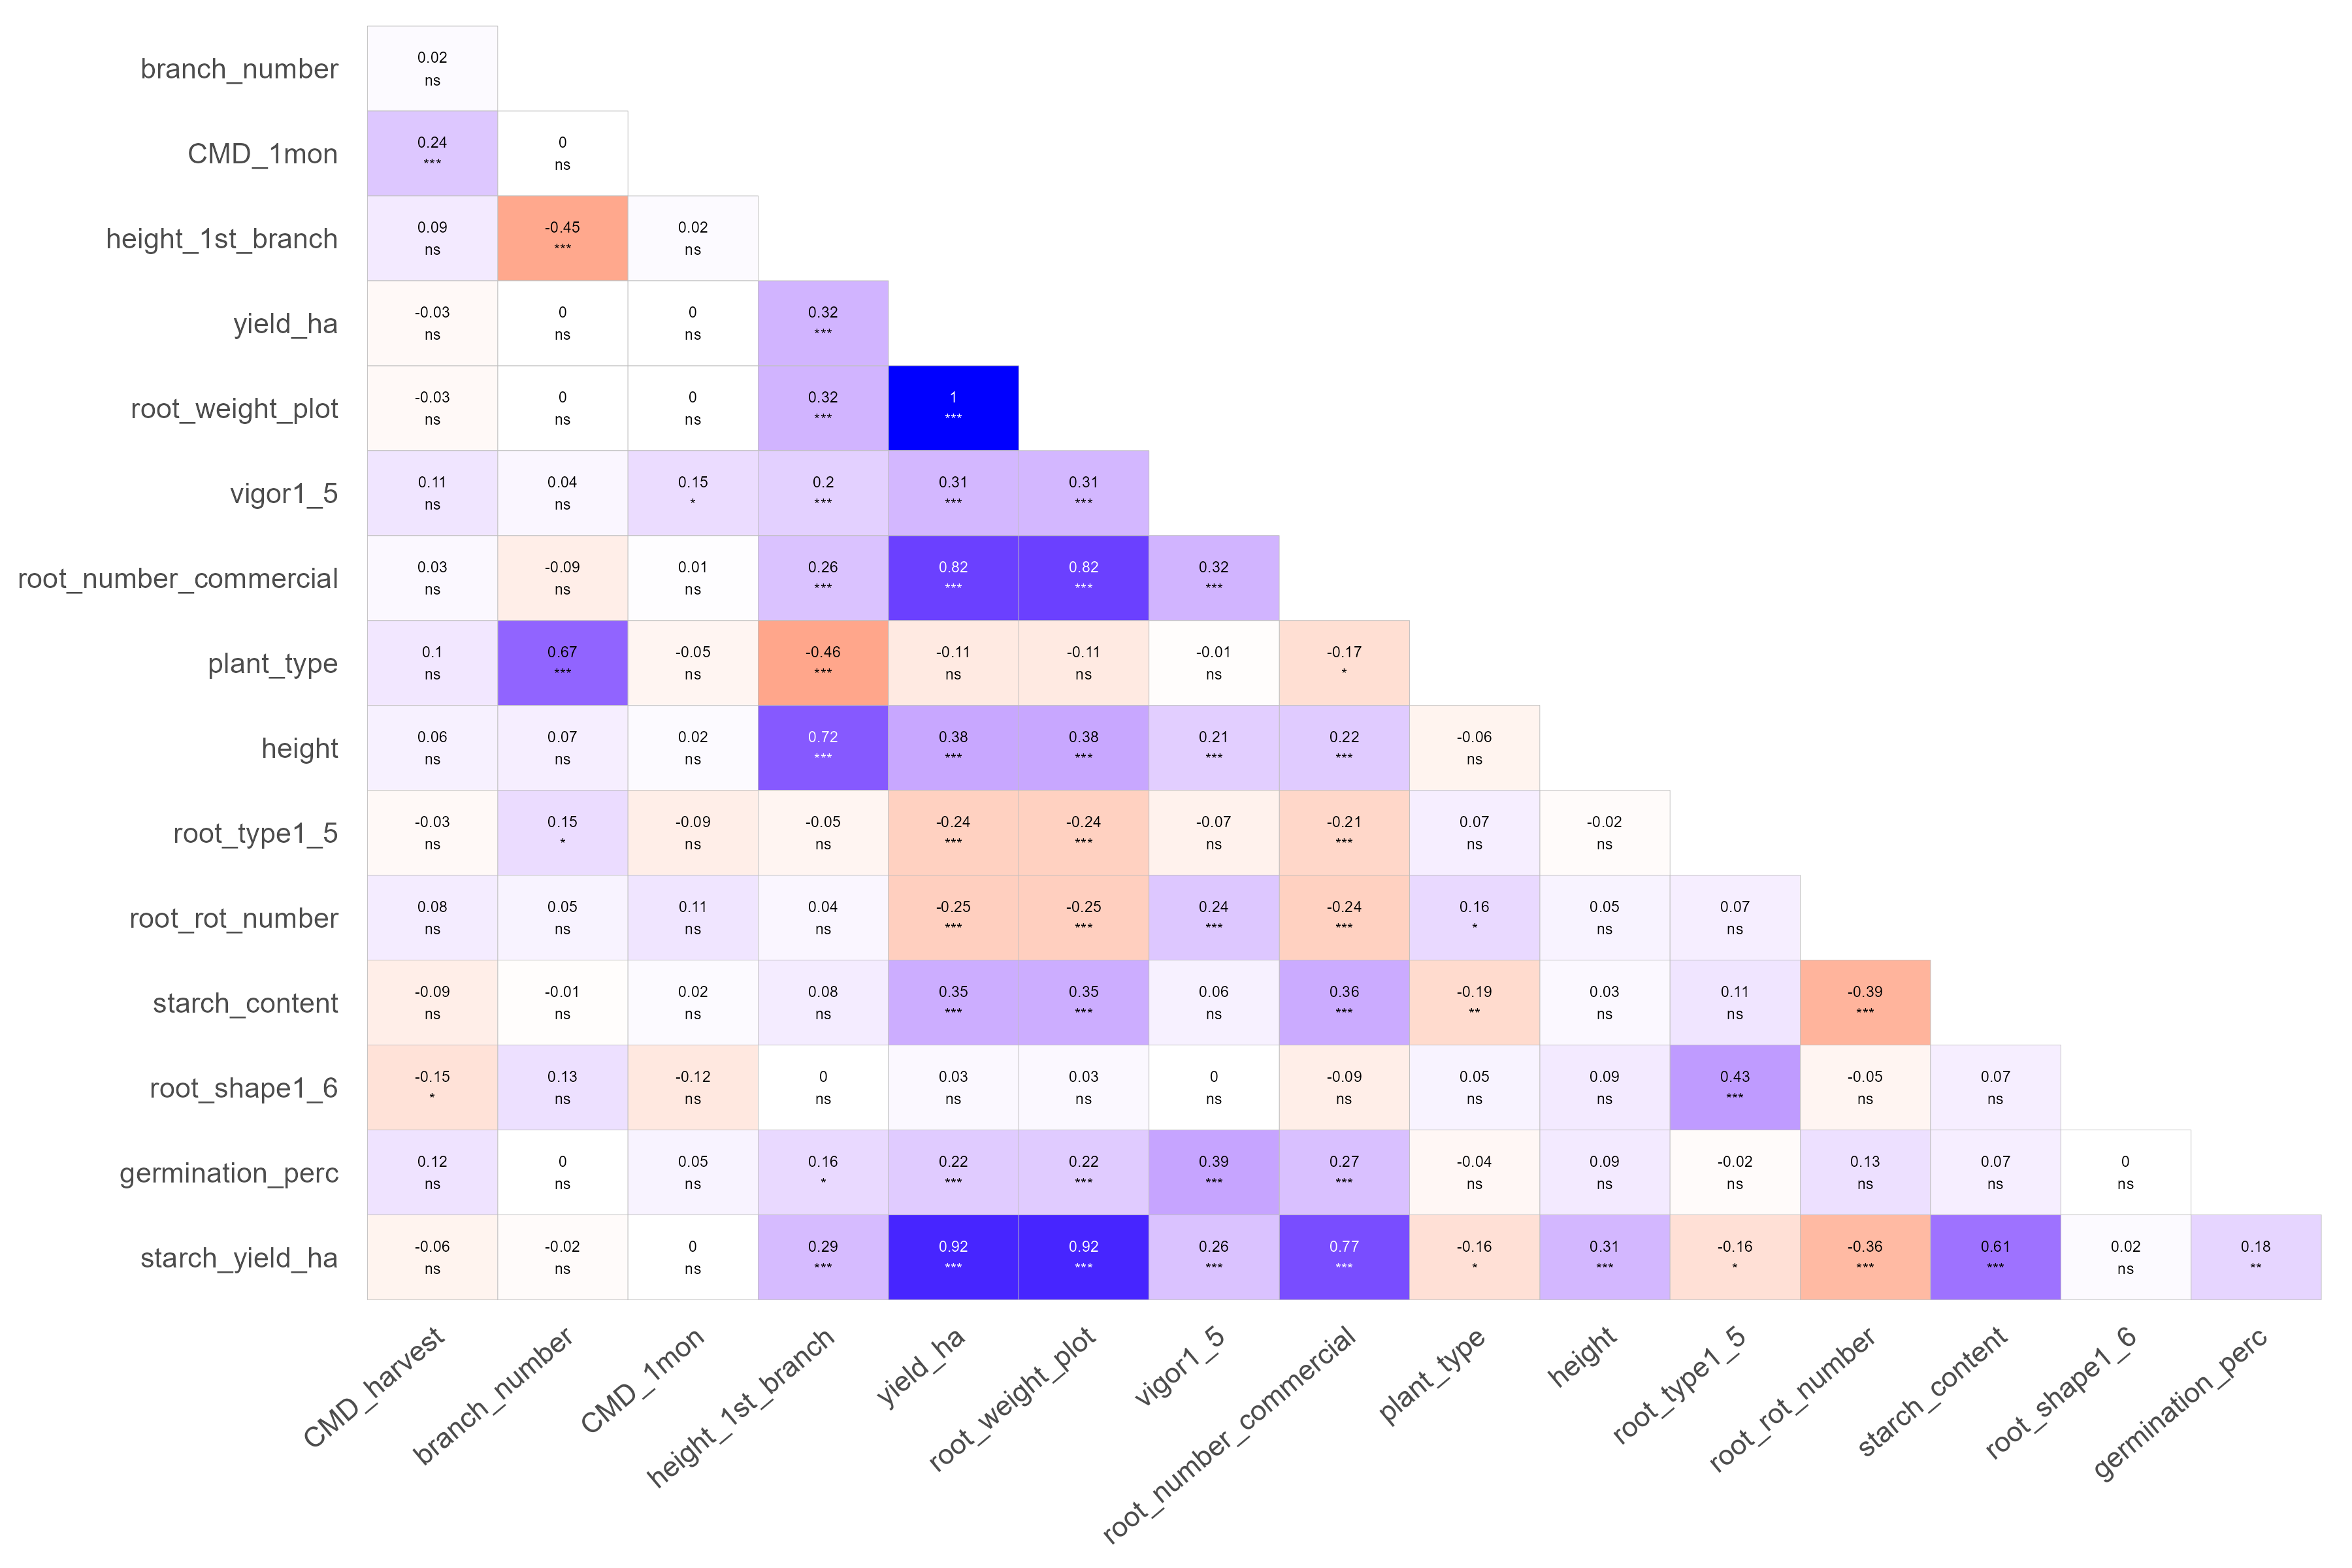 branch_number
0.02
ns
CMD_1mon
0.24 0
*** ns
height_1st_branch
0.09 -0.45 0.02
ns *** ns
yield_ha
-0.03 0 0 0.32
ns ns ns ***
root_weight_plot
-0.03 0 0 0.32 1
ns ns ns *** ***
vigor1_5
0.11 0.04 0.15 0.2 0.31 0.31
ns ns * *** *** ***
root_number_commercial
0.03 -0.09 0.01 0.26 0.82 0.82 0.32
ns ns ns *** *** *** ***
plant_type
0.1 0.67 -0.05 -0.46 -0.11 -0.11 -0.01 -0.17
ns *** ns *** ns ns ns *
height
0.06 0.07 0.02 0.72 0.38 0.38 0.21 0.22 -0.06
ns ns ns *** *** *** *** *** ns
root_type1_5
-0.03 0.15 -0.09 -0.05 -0.24 -0.24 -0.07 -0.21 0.07 -0.02
ns * ns ns *** *** ns *** ns ns
root_rot_number
0.08 0.05 0.11 0.04 -0.25 -0.25 0.24 -0.24 0.16 0.05 0.07
ns ns ns ns *** *** *** *** * ns ns
starch_content
-0.09 -0.01 0.02 0.08 0.35 0.35 0.06 0.36 -0.19 0.03 0.11 -0.39
ns ns ns ns *** *** ns *** ** ns ns ***
root_shape1_6
-0.15 0.13 -0.12 0 0.03 0.03 0 -0.09 0.05 0.09 0.43 -0.05 0.07
* ns ns ns ns ns ns ns ns ns *** ns ns
germination_perc
0.12 0 0.05 0.16 0.22 0.22 0.39 0.27 -0.04 0.09 -0.02 0.13 0.07 0
ns ns ns * *** *** *** *** ns ns ns ns ns ns
starch_yield_ha
-0.06 -0.02 0 0.29 0.92 0.92 0.26 0.77 -0.16 0.31 -0.16 -0.36 0.61 0.02 0.18
ns ns ns *** *** *** *** *** * *** * *** *** ns **
CMD_harvest
branch_number
CMD_1mon
height_1st_branch
yield_ha
root_weight_plot
vigor1_5
root_number_commercial
plant_type
height
root_type1_5
root_rot_number
starch_content
root_shape1_6
germination_perc